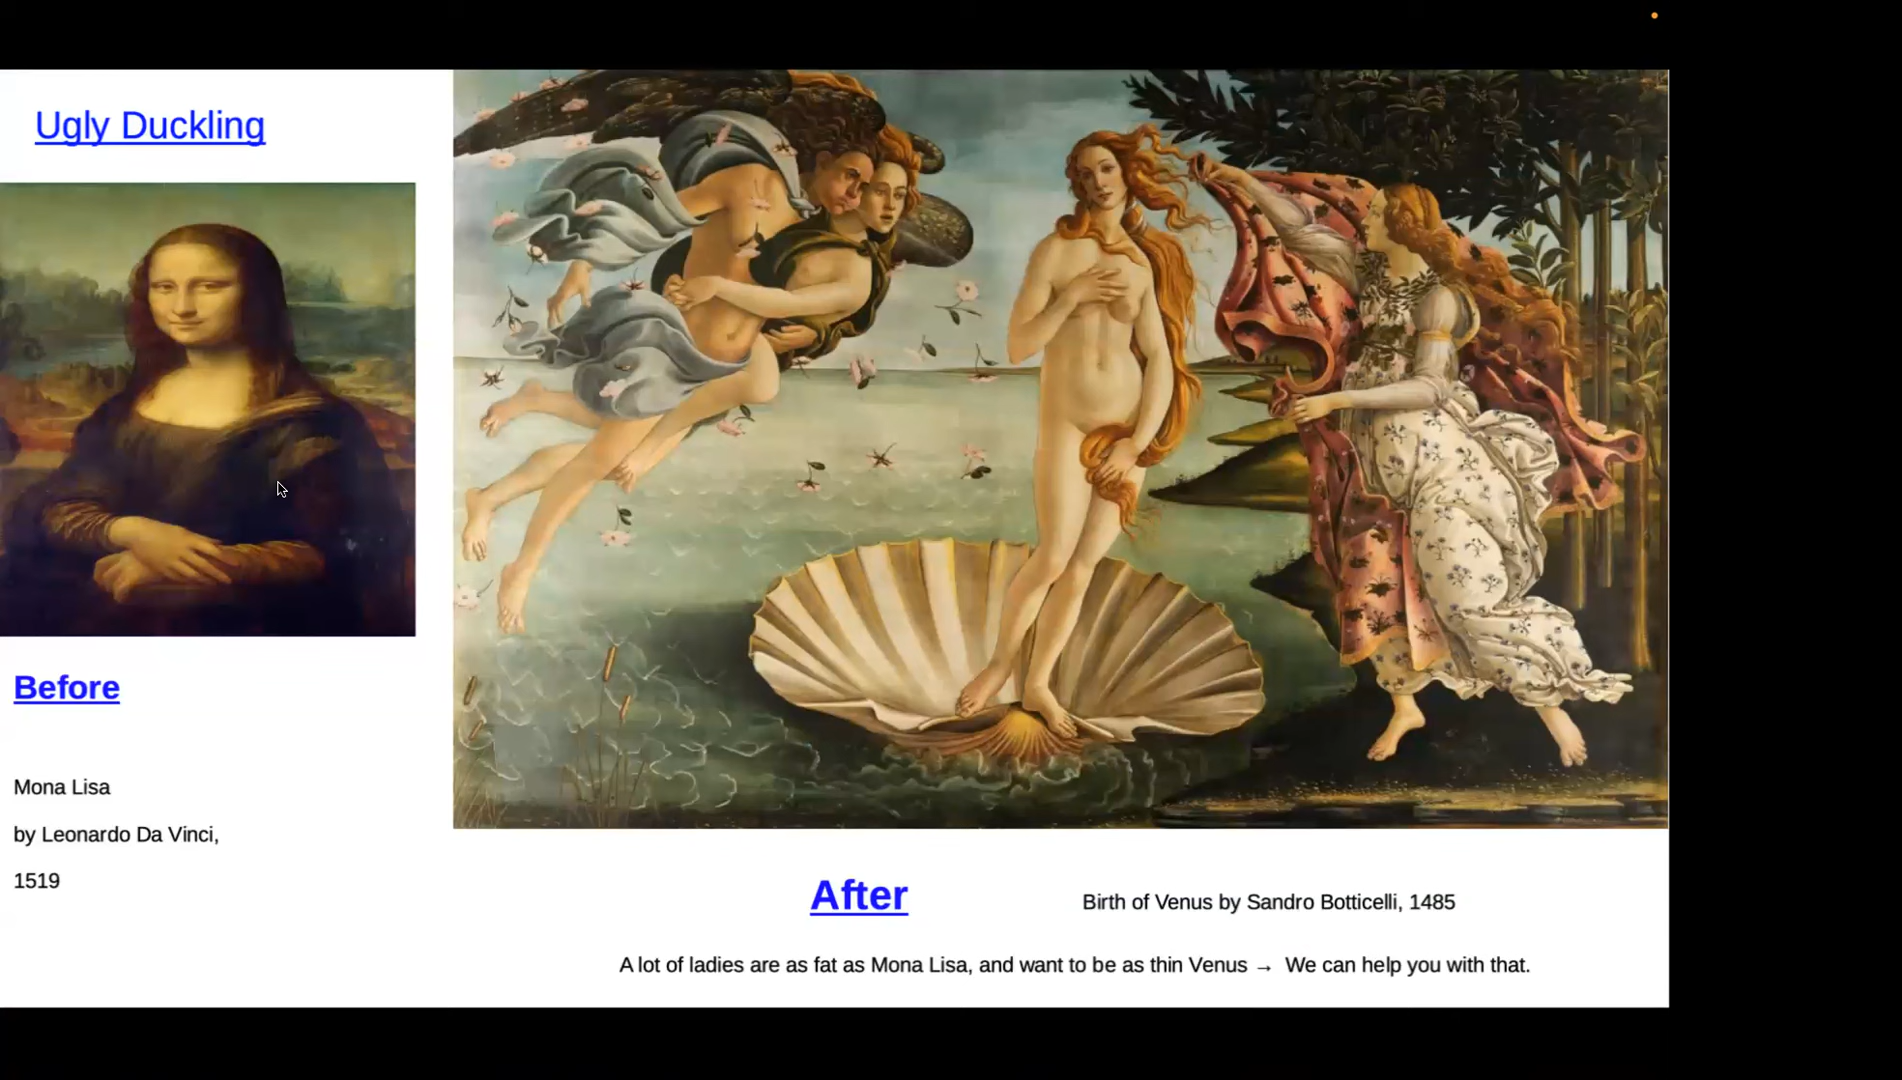 Ugly Duckling
Before
Mona Lisa
by Leonardo Da Vinci,
1519
After
Birth of Venus by Sandro Botticelli, 1485
A lot of ladies are as fat as Mona Lisa, and want to be as thin Venus → We can help you with that.